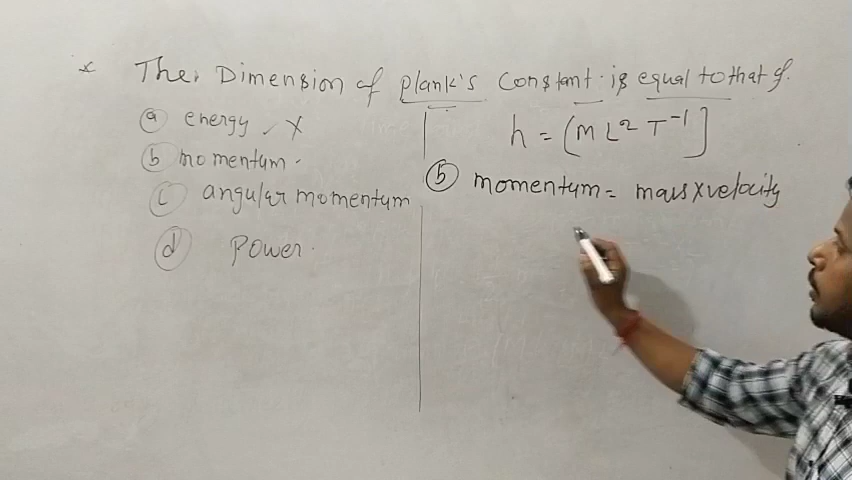 * The. Dimension of plank's constant is equal to that of.
(a) energy ✓ X
(b) momentum.
(c) angular momentum
(d) Power.
h = [M L² T⁻¹]
(b) momentum = mass x velocity